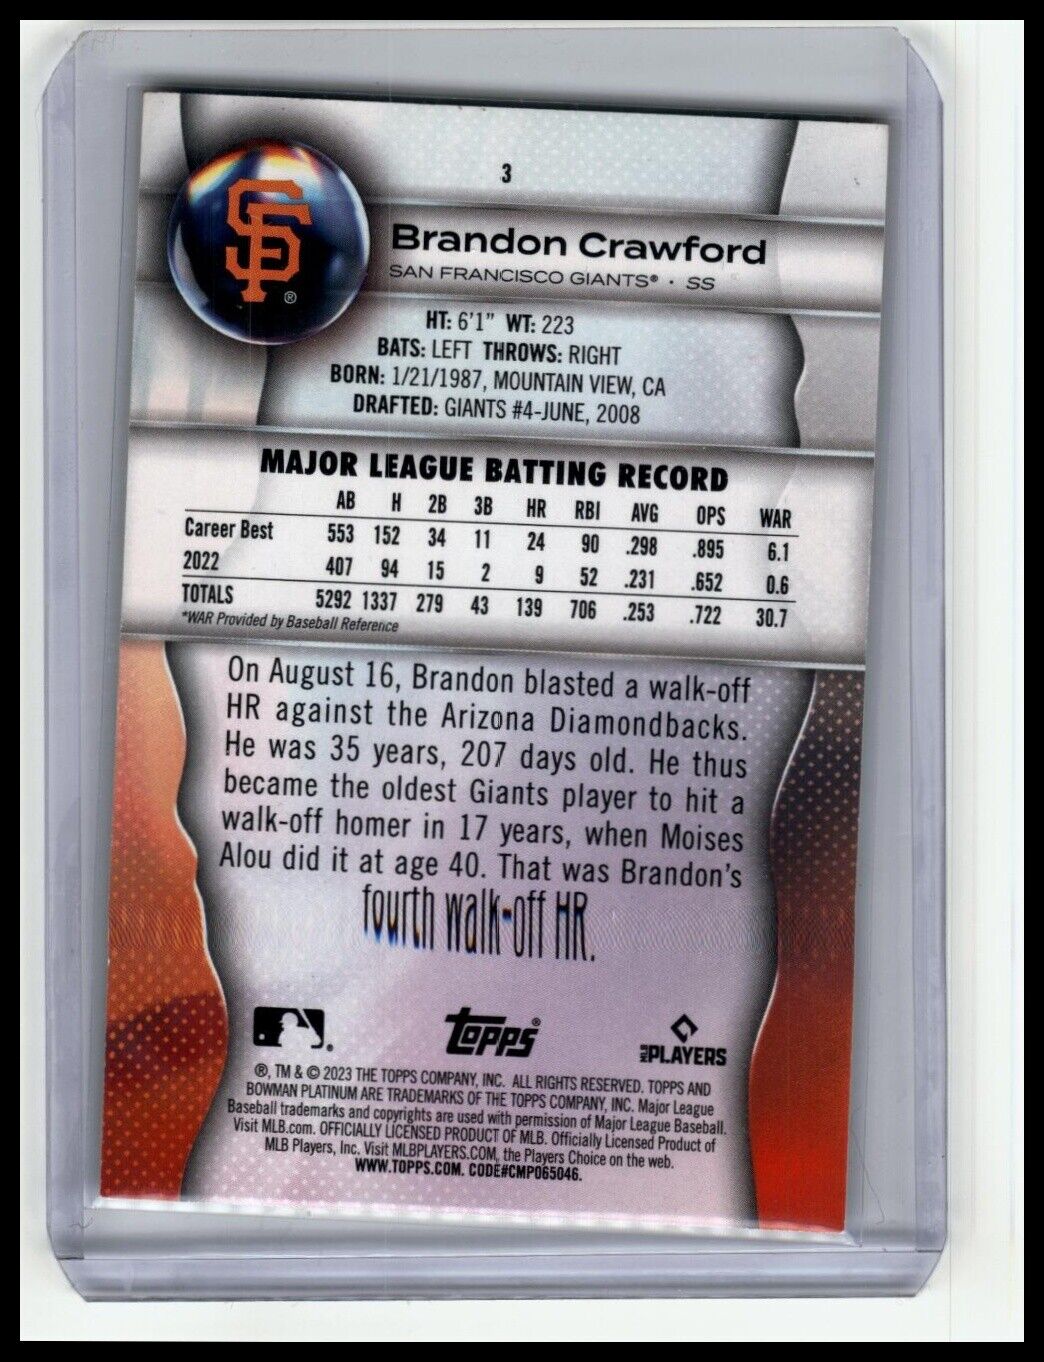 3
SF ®
Brandon Crawford
SAN FRANCISCO GIANTS® · SS
HT: 6'1" WT: 223
BATS: LEFT THROWS: RIGHT
BORN: 1/21/1987, MOUNTAIN VIEW, CA
DRAFTED: GIANTS #4-JUNE, 2008
MAJOR LEAGUE BATTING RECORD
AB H 2B 3B HR RBI AVG OPS WAR
Career Best 553 152 34 11 24 90 .298 .895 6.1
2022 407 94 15 2 9 52 .231 .652 0.6
TOTALS 5292 1337 279 43 139 706 .253 .722 30.7
*WAR Provided by Baseball Reference
On August 16, Brandon blasted a walk-off
HR against the Arizona Diamondbacks.
He was 35 years, 207 days old. He thus
became the oldest Giants player to hit a
walk-off homer in 17 years, when Moises
Alou did it at age 40. That was Brandon's
fourth walk-off HR.
® Topps® MLB PLAYERS
®, TM & © 2023 THE TOPPS COMPANY, INC. ALL RIGHTS RESERVED. TOPPS AND
BOWMAN PLATINUM ARE TRADEMARKS OF THE TOPPS COMPANY, INC. Major League
Baseball trademarks and copyrights are used with permission of Major League Baseball.
Visit MLB.com. OFFICIALLY LICENSED PRODUCT OF MLB. Officially Licensed Product of
MLB Players, Inc. Visit MLBPLAYERS.COM, the Players Choice on the web.
WWW.TOPPS.COM. CODE#CMP065046.